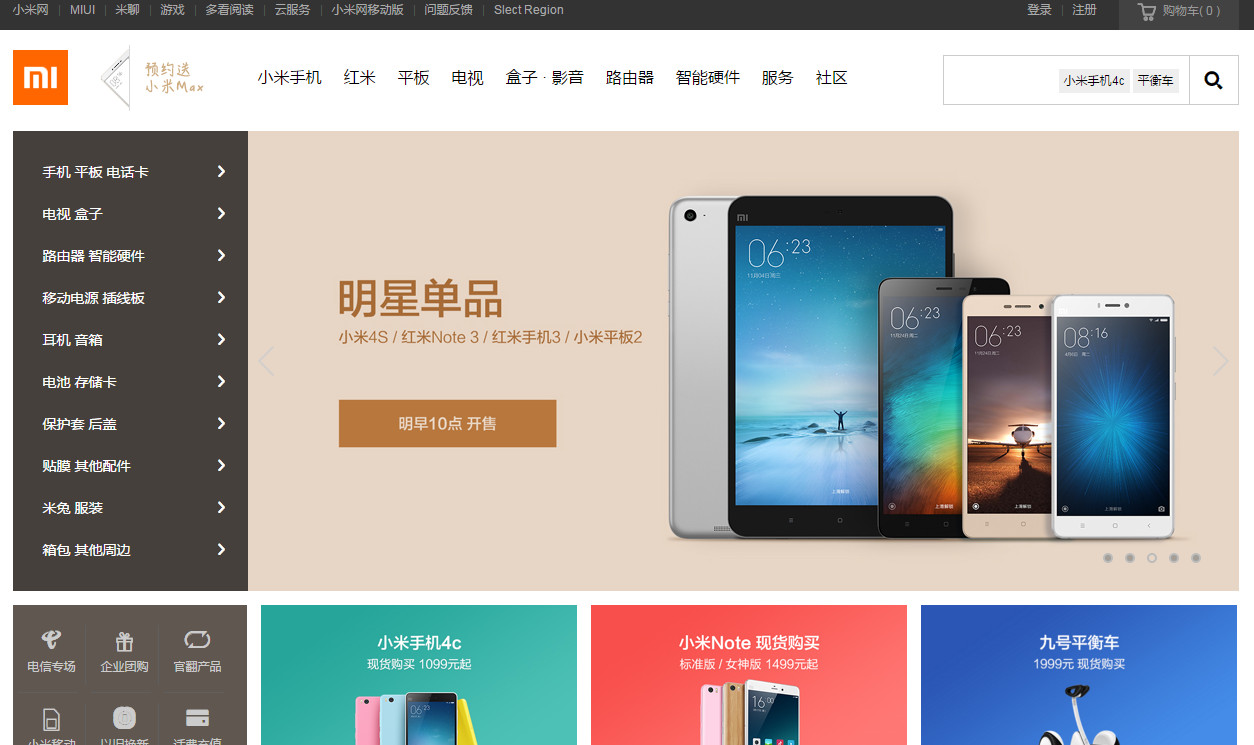 小米网 MIUI 米聊 游戏 多看阅读 云服务 小米网移动版 问题反馈 Slect Region 登录 注册 购物车( 0 )
预约送
小米Max
小米手机 红米 平板 电视 盒子 · 影音 路由器 智能硬件 服务 社区 小米手机4c 平衡车
手机 平板 电话卡
电视 盒子
路由器 智能硬件
移动电源 插线板
耳机 音箱
电池 存储卡
保护套 后盖
贴膜 其他配件
米兔 服装
箱包 其他周边
明星单品
小米4S / 红米Note 3 / 红米手机3 / 小米平板2
明早10点 开售
06:23
06:23
06:23
08:16
电信专场 企业团购 官翻产品
小米移动 以旧换新 话费充值
小米手机4c
现货购买 1099元起
06:23
小米Note 现货购买
标准版 / 女神版 1499元起
16:00
九号平衡车
1999元 现货购买